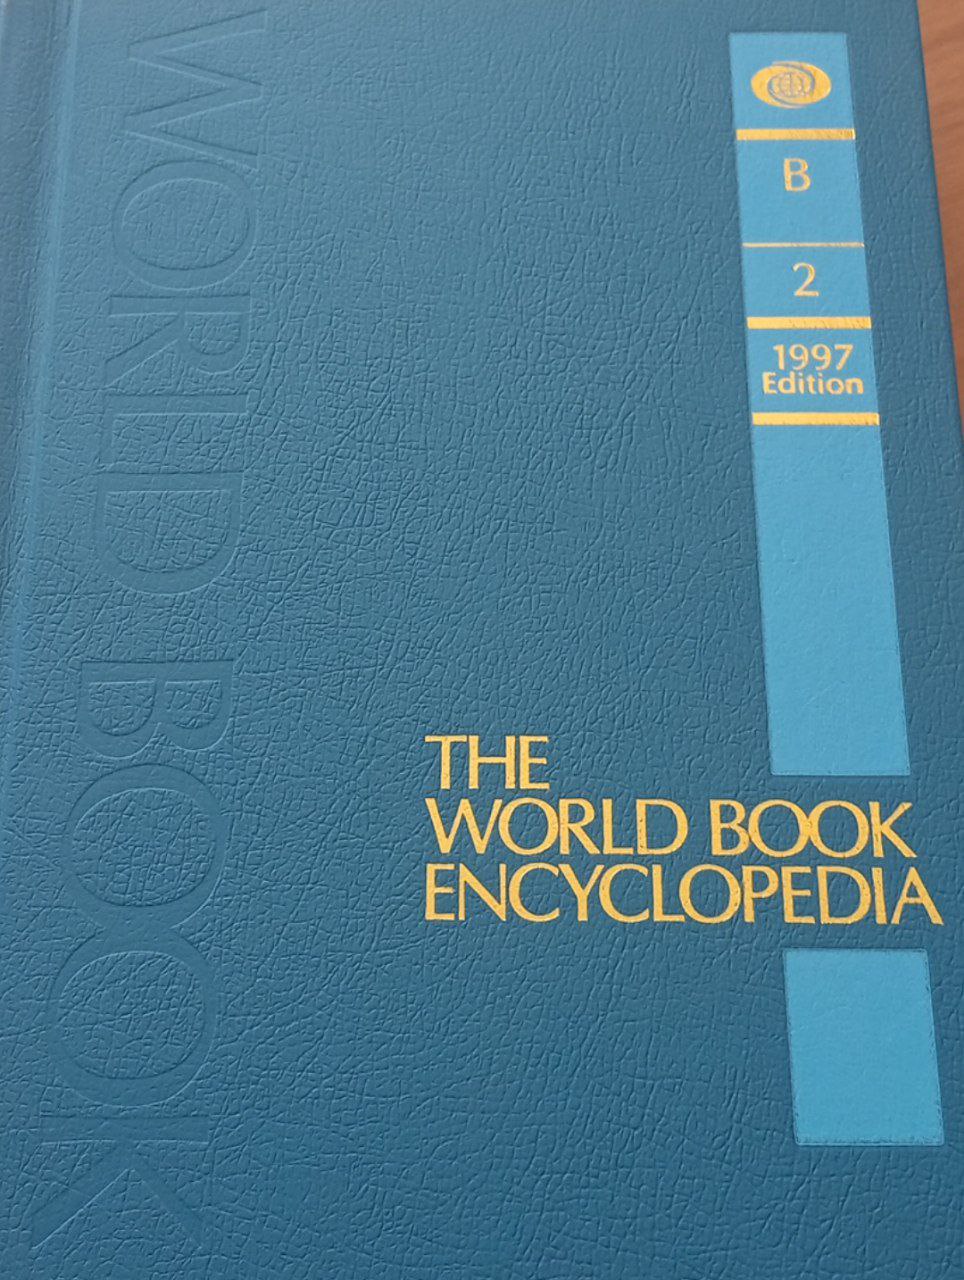 WORLD BOOK
B
2
1997
Edition
THE
WORLD BOOK
ENCYCLOPEDIA